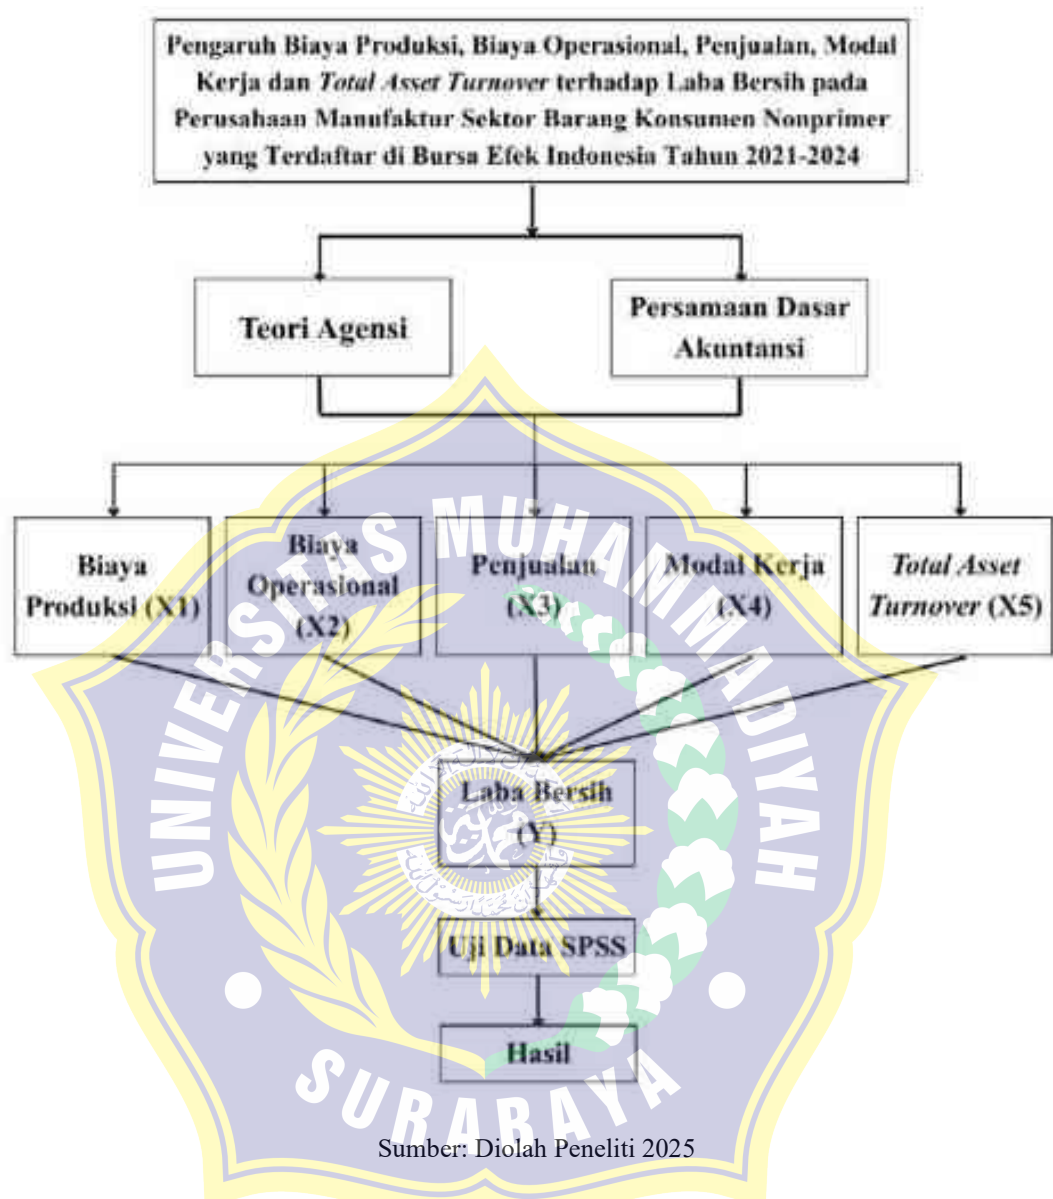 Pengaruh Biaya Produksi, Biaya Operasional, Penjualan, Modal
Kerja dan Total Asset Turnover terhadap Laba Bersih pada
Perusahaan Manufaktur Sektor Barang Konsumen Nonprimer
yang Terdaftar di Bursa Efek Indonesia Tahun 2021-2024
Teori Agensi
Persamaan Dasar
Akuntansi
Biaya
Produksi (X1)
Biaya
Operasional
(X2)
Penjualan
(X3)
Modal Kerja
(X4)
Total Asset
Turnover (X5)
Laba Bersih
(Y)
Uji Data SPSS
Hasil
UNIVERSITAS MUHAMMADIYAH
SURABAYA
Sumber: Diolah Peneliti 2025